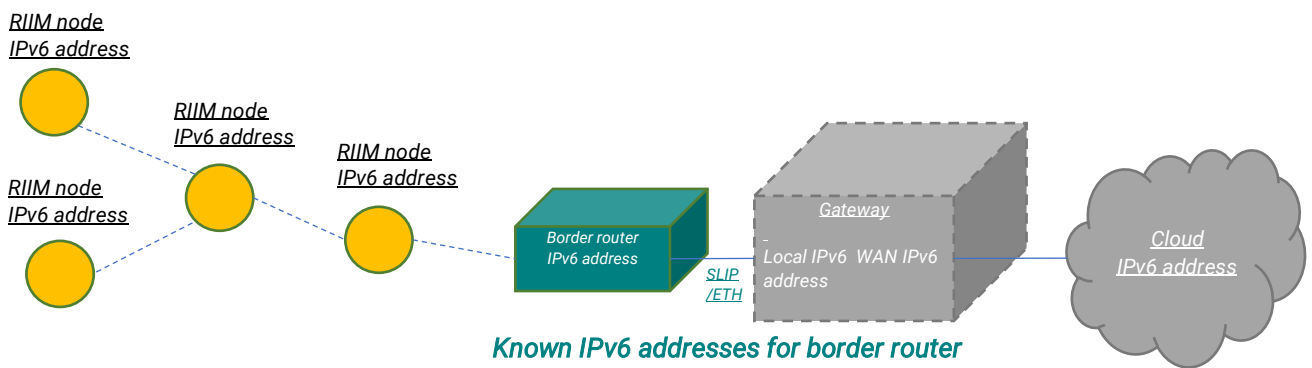 RIIM node
IPv6 address
RIIM node
IPv6 address
RIIM node
IPv6 address
RIIM node
IPv6 address
Border router
IPv6 address
SLIP
/ETH
Gateway
-
Local IPv6 WAN IPv6
address
Cloud
IPv6 address
Known IPv6 addresses for border router